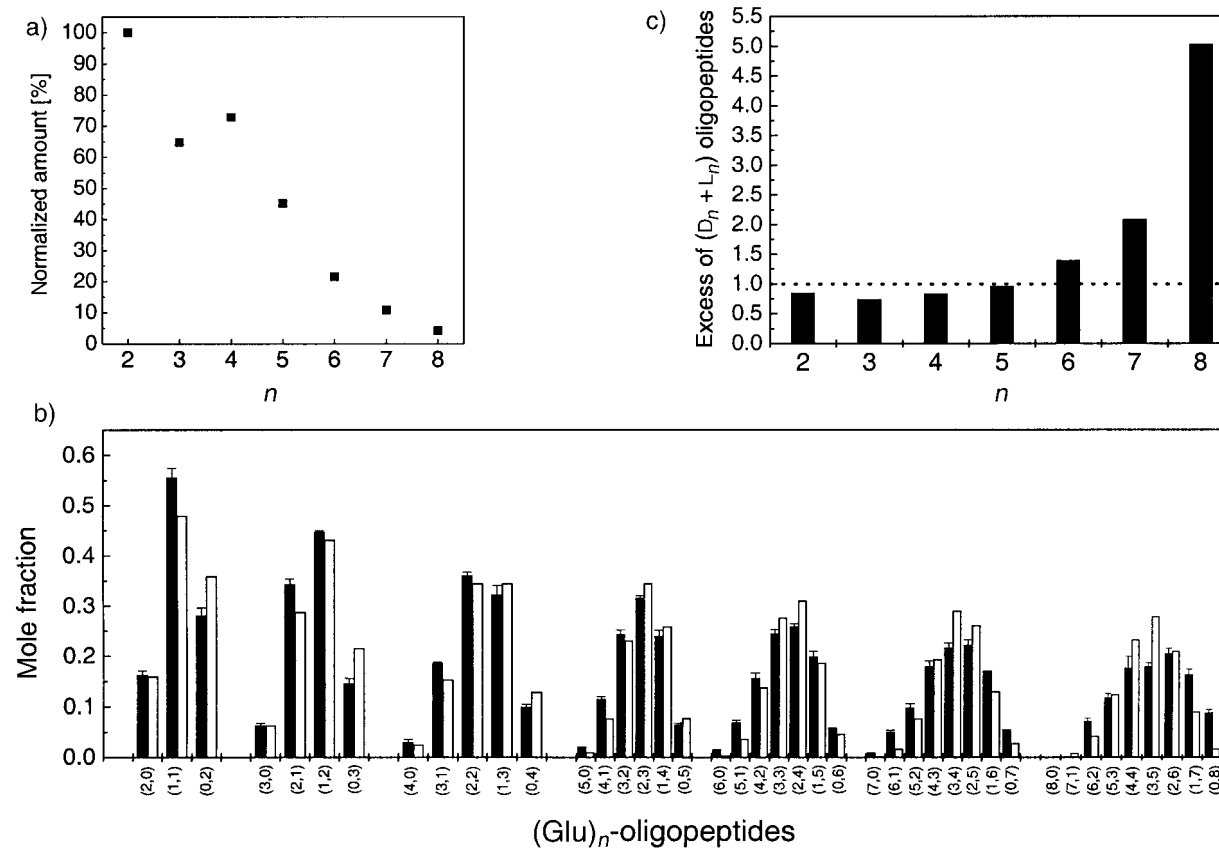 a)
100
90
80
70
60
50
40
30
20
10
0
Normalized amount [%]
2 3 4 5 6 7 8
n
c)
5.5
5.0
4.5
4.0
3.5
3.0
2.5
2.0
1.5
1.0
0.5
0.0
Excess of (D_n + L_n) oligopeptides
2 3 4 5 6 7 8
n
b)
0.6
0.5
0.4
0.3
0.2
0.1
0.0
Mole fraction
(2,0) (1,1) (0,2) (3,0) (2,1) (1,2) (0,3) (4,0) (3,1) (2,2) (1,3) (0,4) (5,0) (4,1) (3,2) (2,3) (1,4) (0,5) (6,0) (5,1) (4,2) (3,3) (2,4) (1,5) (0,6) (7,0) (6,1) (5,2) (4,3) (3,4) (2,5) (1,6) (0,7) (8,0) (7,1) (6,2) (5,3) (4,4) (3,5) (2,6) (1,7) (0,8)
(Glu)_n-oligopeptides